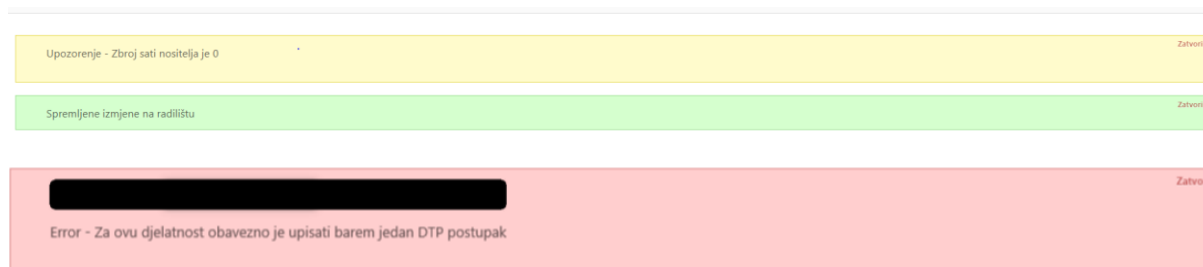 Upozorenje - Zbroj sati nositelja je 0
Zatvori
Spremljene izmjene na radilištu
Zatvori
Zatvo
Error - Za ovu djelatnost obavezno je upisati barem jedan DTP postupak